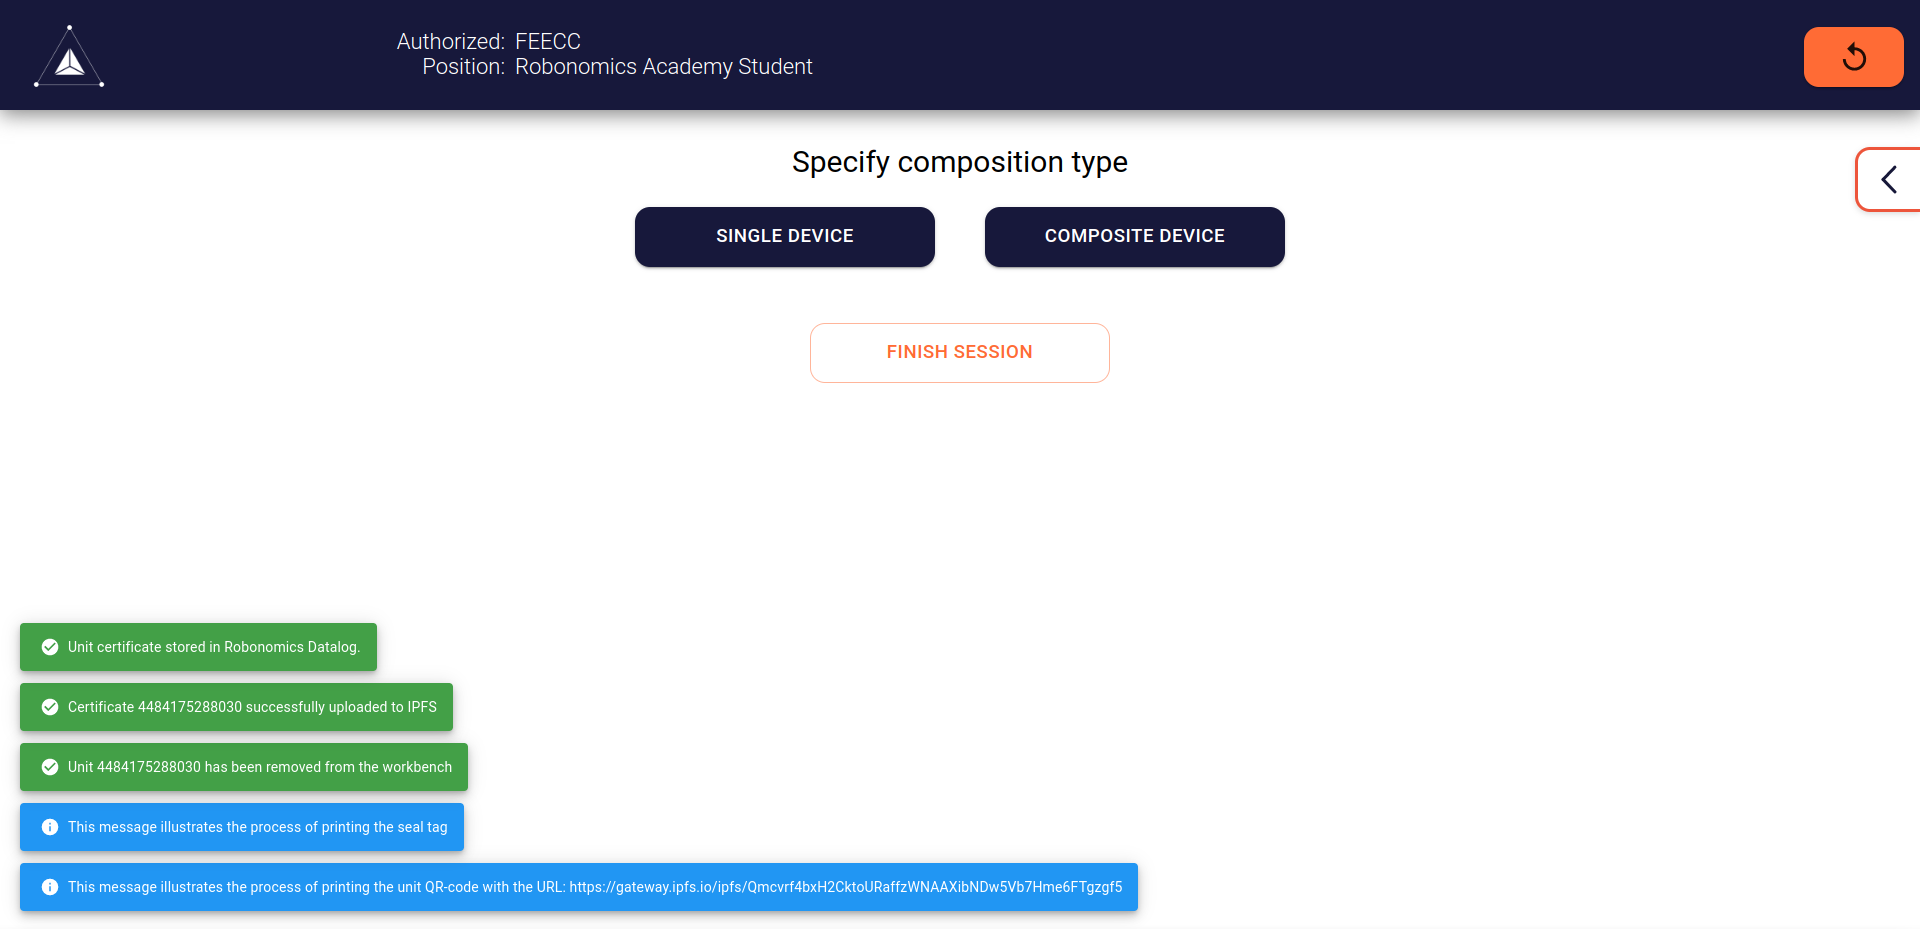 Authorized: FEECC
Position: Robonomics Academy Student
Specify composition type
SINGLE DEVICE
COMPOSITE DEVICE
FINISH SESSION
Unit certificate stored in Robonomics Datalog.
Certificate 4484175288030 successfully uploaded to IPFS
Unit 4484175288030 has been removed from the workbench
This message illustrates the process of printing the seal tag
This message illustrates the process of printing the unit QR-code with the URL: https://gateway.ipfs.io/ipfs/Qmcvrf4bxH2CktoURaffzWNAAXibNDw5Vb7Hme6FTgzgf5